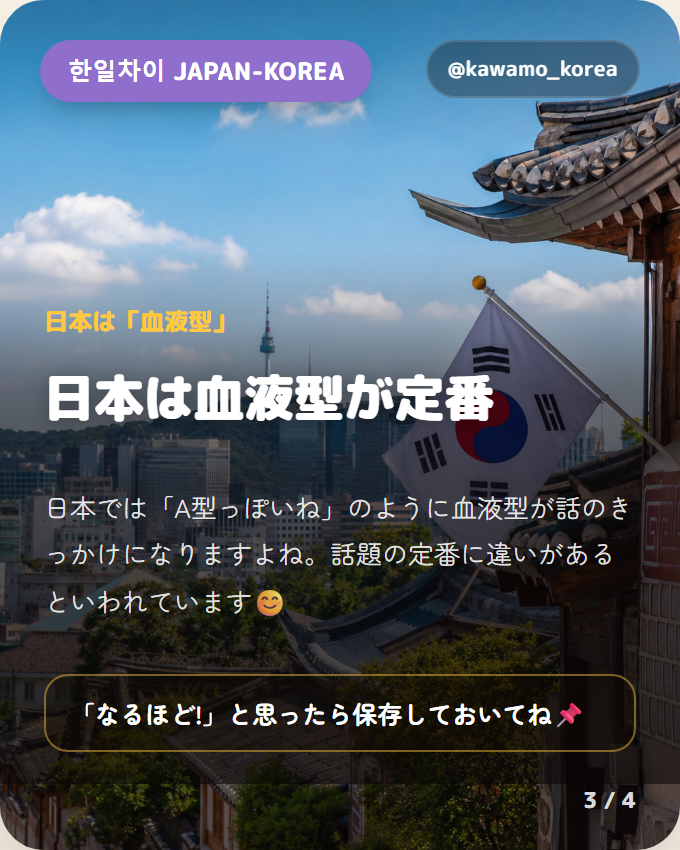 한일차이 JAPAN-KOREA
@kawamo_korea
日本は「血液型」
日本は血液型が定番
日本では「A型っぽいね」のように血液型が話のき
っかけになりますよね。話題の定番に違いがある
といわれています😊
「なるほど!」と思ったら保存しておいてね📌
3 / 4